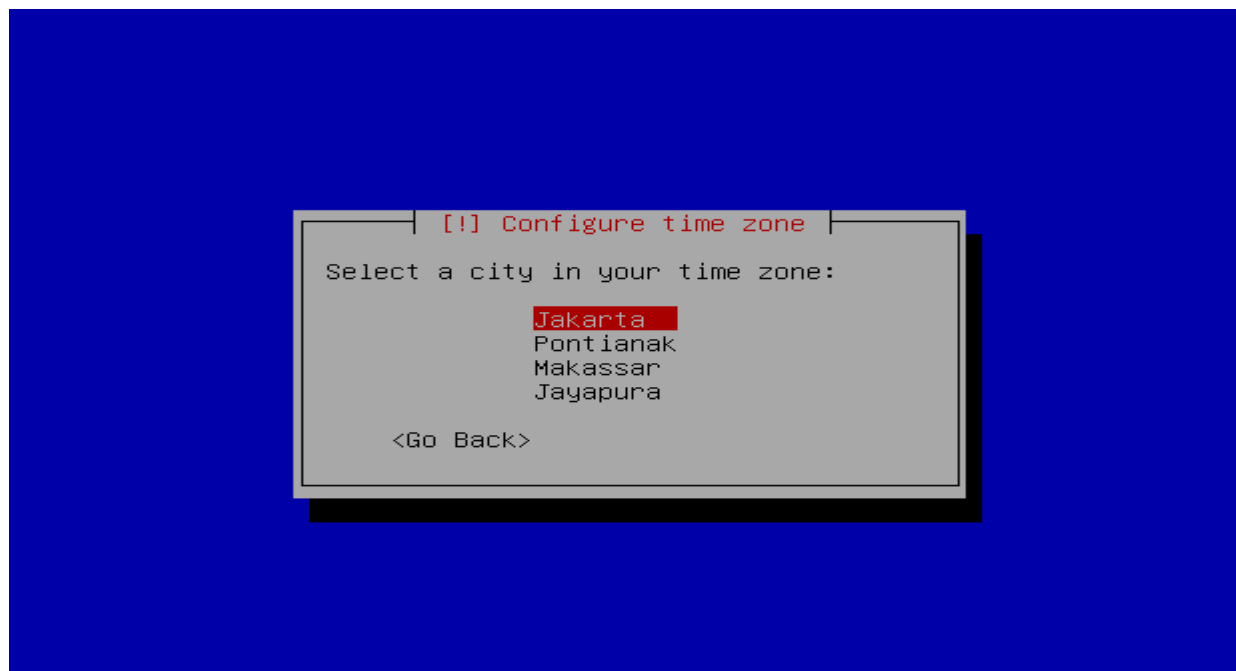 [!] Configure time zone
Select a city in your time zone:
Jakarta
Pontianak
Makassar
Jayapura
<Go Back>